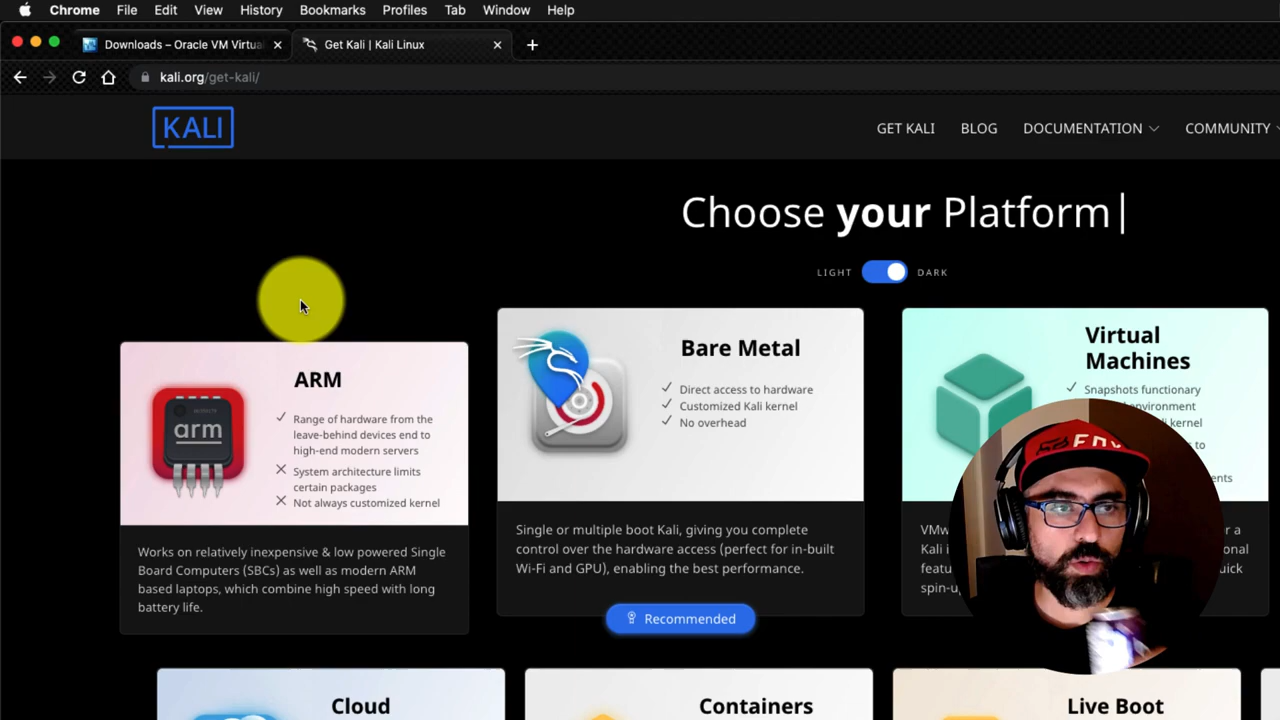 Chrome File Edit View History Bookmarks Profiles Tab Window Help
Downloads – Oracle VM Virtua
Get Kali | Kali Linux
kali.org/get-kali/
KALI
GET KALI BLOG DOCUMENTATION COMMUNITY
Choose your Platform
LIGHT DARK
ARM
arm
Range of hardware from the
leave-behind devices end to
high-end modern servers
System architecture limits
certain packages
Not always customized kernel
Works on relatively inexpensive & low powered Single
Board Computers (SBCs) as well as modern ARM
based laptops, which combine high speed with long
battery life.
Bare Metal
Direct access to hardware
Customized Kali kernel
No overhead
Single or multiple boot Kali, giving you complete
control over the hardware access (perfect for in-built
Wi-Fi and GPU), enabling the best performance.
Recommended
Virtual
Machines
Snapshots functionary
kernel
to
Kali
Cloud
Containers
Live Boot